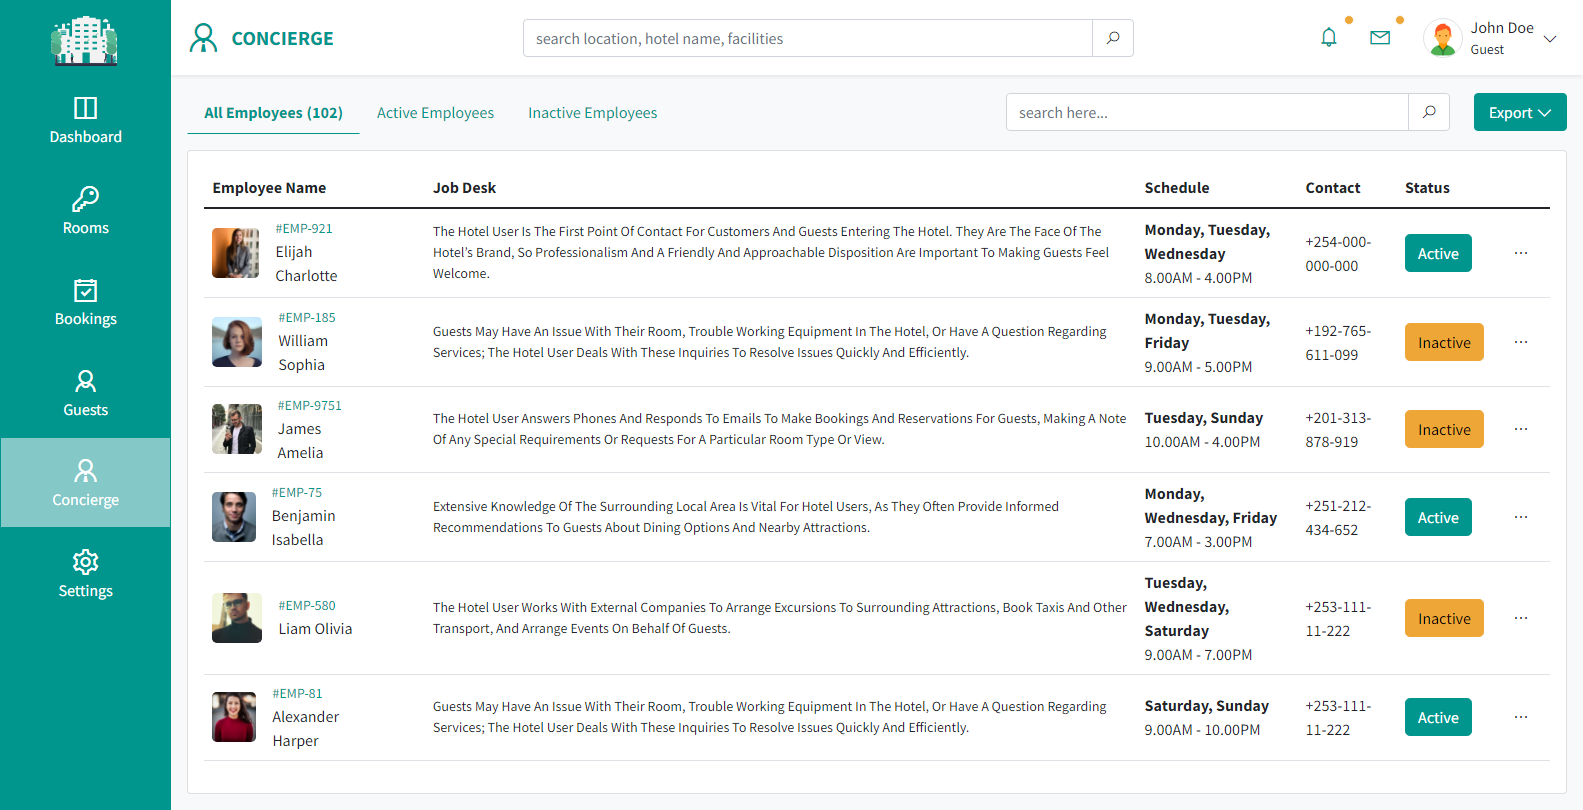 CONCIERGE
search location, hotel name, facilities
John Doe
Guest
Dashboard
Rooms
Bookings
Guests
Concierge
Settings
All Employees (102)
Active Employees
Inactive Employees
search here...
Export
Employee Name
Job Desk
Schedule
Contact
Status
#EMP-921
Elijah
Charlotte
The Hotel User Is The First Point Of Contact For Customers And Guests Entering The Hotel. They Are The Face Of The
Hotel's Brand, So Professionalism And A Friendly And Approachable Disposition Are Important To Making Guests Feel
Welcome.
Monday, Tuesday,
Wednesday
8.00AM - 4.00PM
+254-000-
000-000
Active
...
#EMP-185
William
Sophia
Guests May Have An Issue With Their Room, Trouble Working Equipment In The Hotel, Or Have A Question Regarding
Services; The Hotel User Deals With These Inquiries To Resolve Issues Quickly And Efficiently.
Monday, Tuesday,
Friday
9.00AM - 5.00PM
+192-765-
611-099
Inactive
...
#EMP-9751
James
Amelia
The Hotel User Answers Phones And Responds To Emails To Make Bookings And Reservations For Guests, Making A Note
Of Any Special Requirements Or Requests For A Particular Room Type Or View.
Tuesday, Sunday
10.00AM - 4.00PM
+201-313-
878-919
Inactive
...
#EMP-75
Benjamin
Isabella
Extensive Knowledge Of The Surrounding Local Area Is Vital For Hotel Users, As They Often Provide Informed
Recommendations To Guests About Dining Options And Nearby Attractions.
Monday,
Wednesday, Friday
7.00AM - 3.00PM
+251-212-
434-652
Active
...
#EMP-580
Liam Olivia
The Hotel User Works With External Companies To Arrange Excursions To Surrounding Attractions, Book Taxis And Other
Transport, And Arrange Events On Behalf Of Guests.
Tuesday,
Wednesday,
Saturday
9.00AM - 7.00PM
+253-111-
11-222
Inactive
...
#EMP-81
Alexander
Harper
Guests May Have An Issue With Their Room, Trouble Working Equipment In The Hotel, Or Have A Question Regarding
Services; The Hotel User Deals With These Inquiries To Resolve Issues Quickly And Efficiently.
Saturday, Sunday
9.00AM - 10.00PM
+253-111-
11-222
Active
...